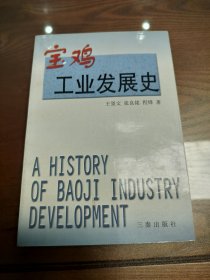 宝鸡
工业发展史
A HISTORY
OF BAOJI INDUSTRY
DEVELOPMENT
三秦出版社